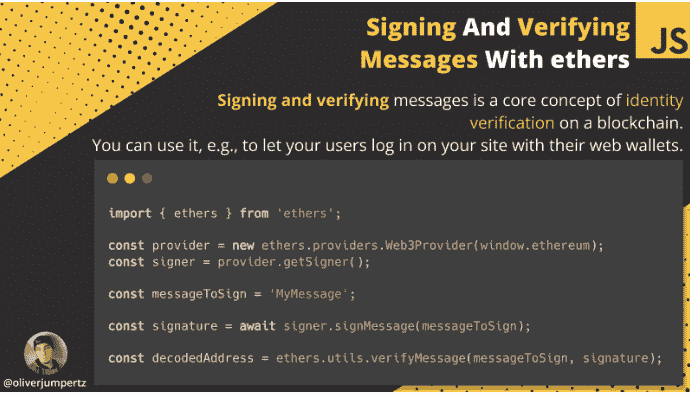 Signing And Verifying
Messages With ethers
JS
Signing and verifying messages is a core concept of identity
verification on a blockchain.
You can use it, e.g., to let your users log in on your site with their web wallets.
import { ethers } from 'ethers';
const provider = new ethers.providers.Web3Provider(window.ethereum);
const signer = provider.getSigner();
const messageToSign = 'MyMessage';
const signature = await signer.signMessage(messageToSign);
const decodedAddress = ethers.utils.verifyMessage(messageToSign, signature);
@oliverjumpertz